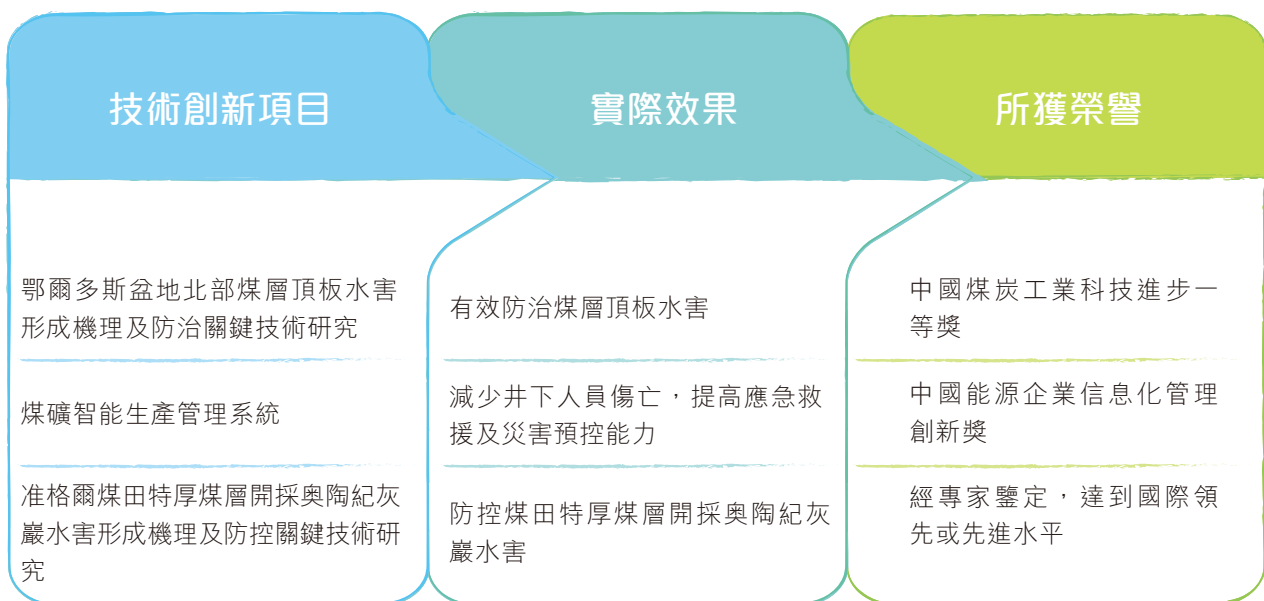 技術創新項目
實際效果
所獲榮譽
鄂爾多斯盆地北部煤層頂板水害
形成機理及防治關鍵技術研究
有效防治煤層頂板水害
中國煤炭工業科技進步一
等獎
煤礦智能生產管理系統
減少井下人員傷亡，提高應急救
援及災害預控能力
中國能源企業信息化管理
創新獎
准格爾煤田特厚煤層開採奧陶紀灰
巖水害形成機理及防控關鍵技術研
究
防控煤田特厚煤層開採奧陶紀灰
巖水害
經專家鑒定，達到國際領
先或先進水平